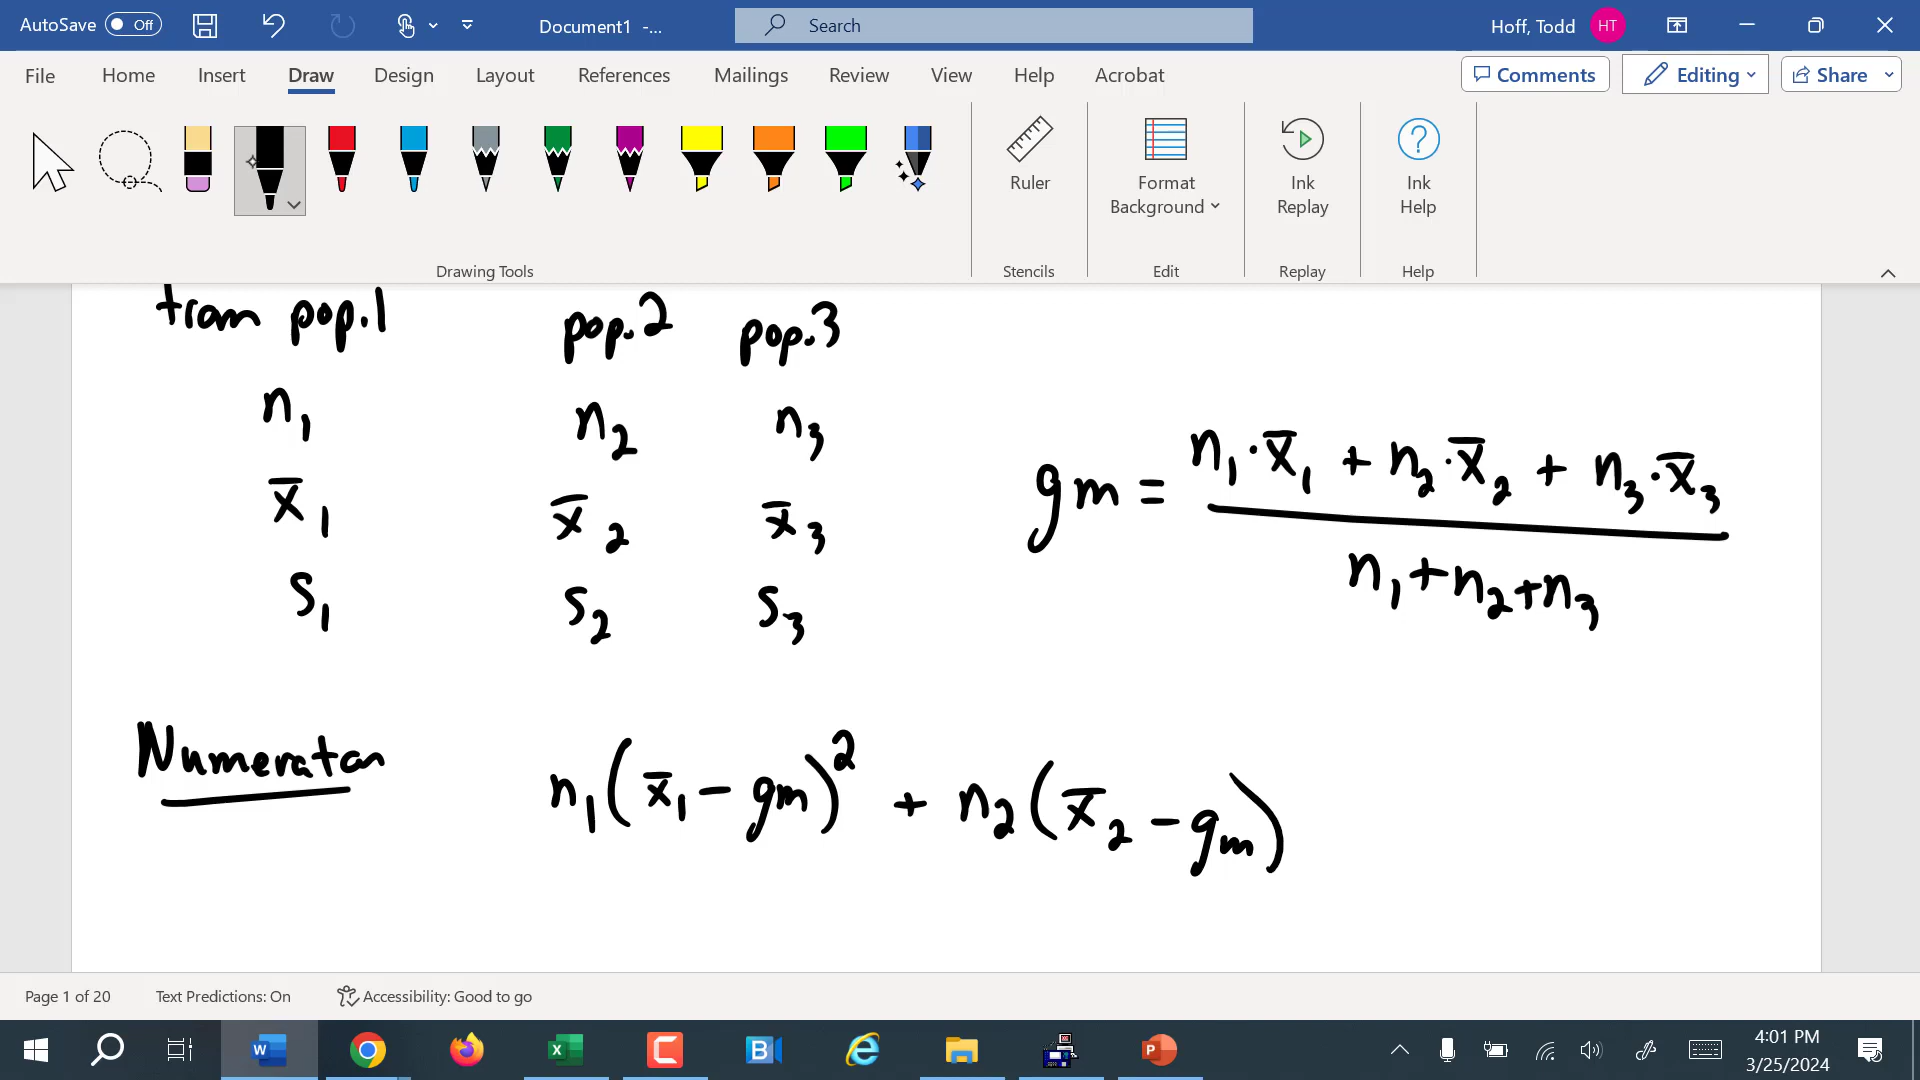 AutoSave Off Document1 -... Search Hoff, Todd HT
File Home Insert Draw Design Layout References Mailings Review View Help Acrobat Comments Editing Share
Ruler Format Background Ink Replay Ink Help
Drawing Tools Stencils Edit Replay Help
from pop.1 pop.2 pop.3
n₁ n₂ n₃
x̄₁ x̄₂ x̄₃
s₁ s₂ s₃
gm = n₁·x̄₁ + n₂·x̄₂ + n₃·x̄₃
n₁+n₂+n₃
Numerator n₁(x̄₁ - gm)² + n₂(x̄₂ - gm)
Page 1 of 20 Text Predictions: On Accessibility: Good to go
4:01 PM
3/25/2024